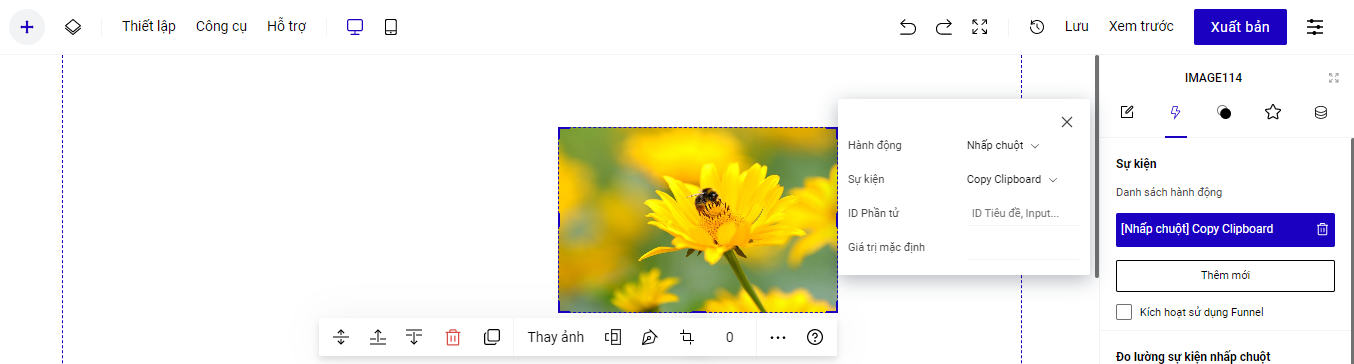 Thiết lập Công cụ Hỗ trợ Lưu Xem trước Xuất bản
IMAGE114
Hành động Nhấp chuột
Sự kiện Copy Clipboard
ID Phần tử ID Tiêu đề, Input...
Giá trị mặc định
Sự kiện
Danh sách hành động
[Nhấp chuột] Copy Clipboard
Thêm mới
Kích hoạt sử dụng Funnel
Thay ảnh 0
Đo lường sự kiện nhấp chuột